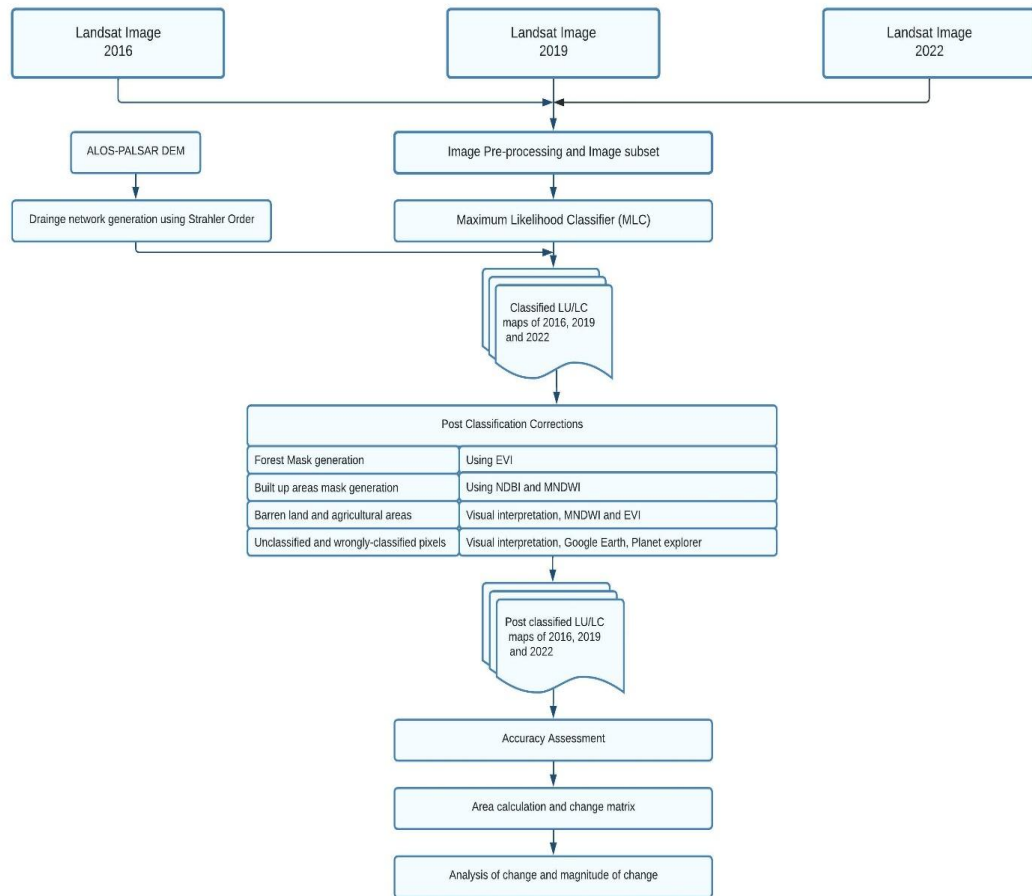 Landsat Image
2016
Landsat Image
2019
Landsat Image
2022
ALOS-PALSAR DEM
Image Pre-processing and Image subset
Drainge network generation using Strahler Order
Maximum Likelihood Classifier (MLC)
Classified LU/LC
maps of 2016, 2019
and 2022
Post Classification Corrections
Forest Mask generation
Using EVI
Built up areas mask generation
Using NDBI and MNDWI
Barren land and agricultural areas
Visual interpretation, MNDWI and EVI
Unclassified and wrongly-classified pixels
Visual interpretation, Google Earth, Planet explorer
Post classified LU/LC
maps of 2016, 2019
and 2022
Accuracy Assessment
Area calculation and change matrix
Analysis of change and magnitude of change